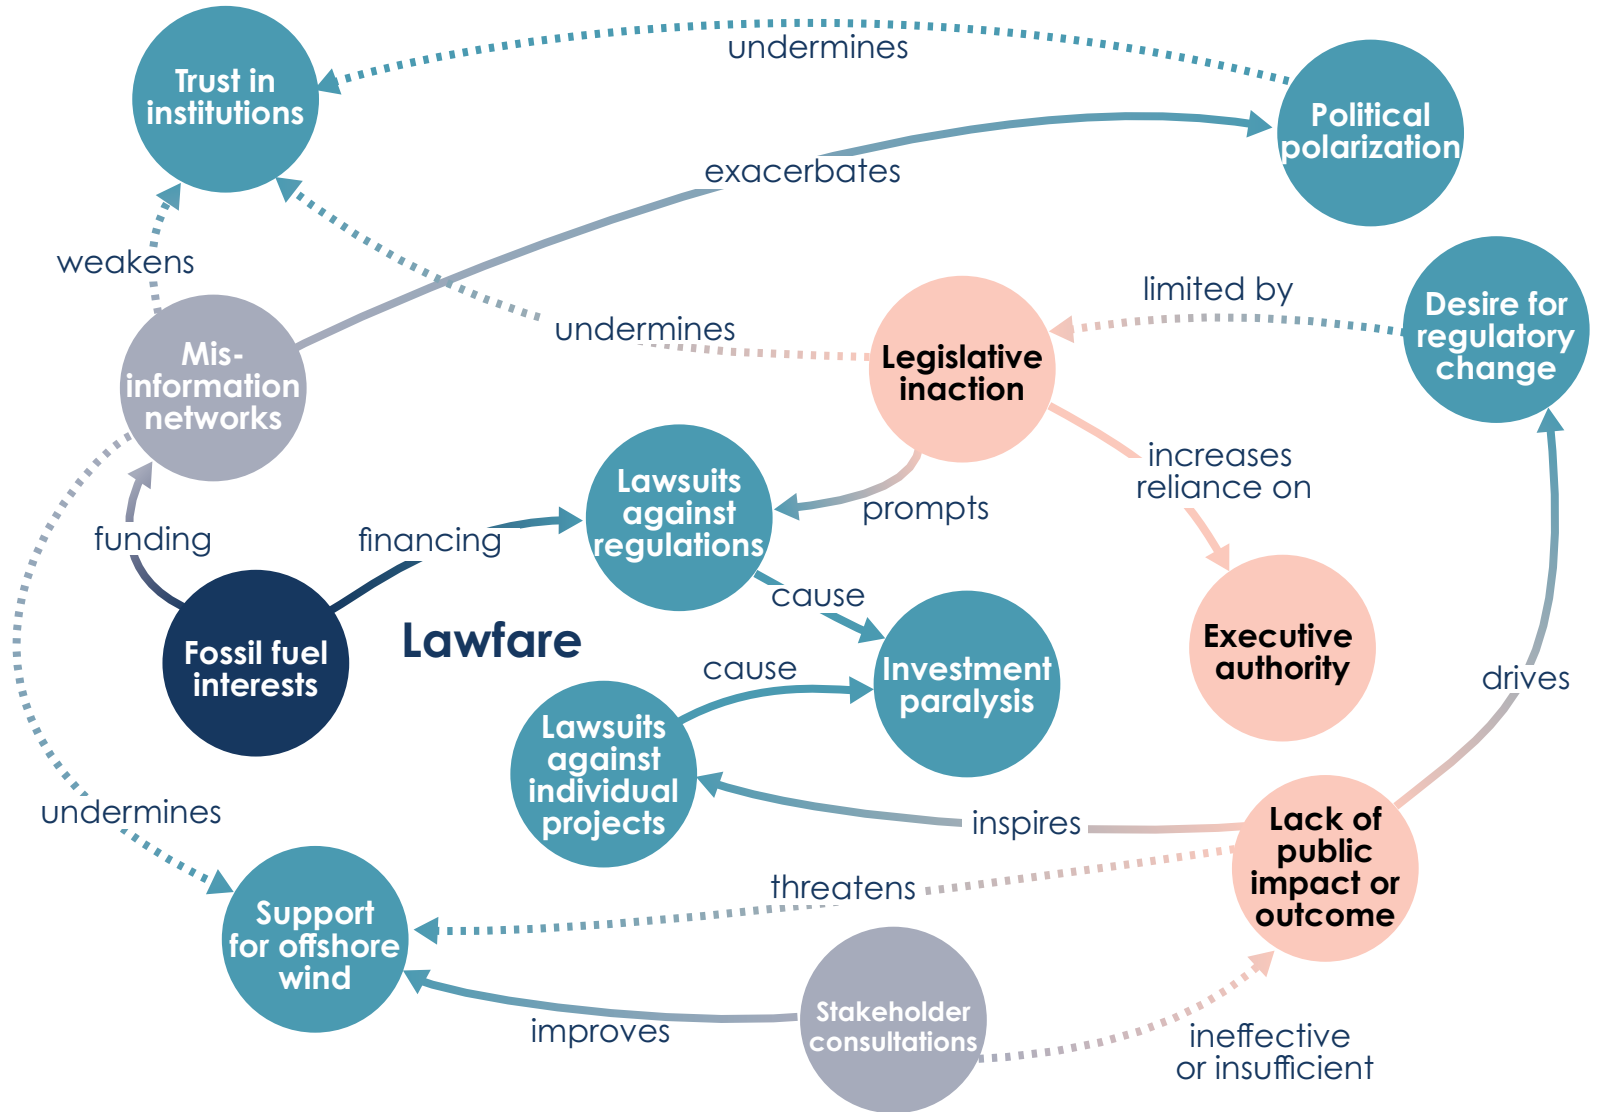 undermines
Trust in
institutions
Political
polarization
exacerbates
weakens
limited by
Desire for
regulatory
change
undermines
Mis-
information
networks
Legislative
inaction
increases
reliance on
Lawsuits
against
regulations
prompts
funding
financing
cause
Fossil fuel
interests
Lawfare
Executive
authority
cause
Investment
paralysis
drives
Lawsuits
against
individual
projects
undermines
inspires
Lack of
public
impact or
outcome
threatens
Support
for offshore
wind
Stakeholder
consultations
improves
ineffective
or insufficient